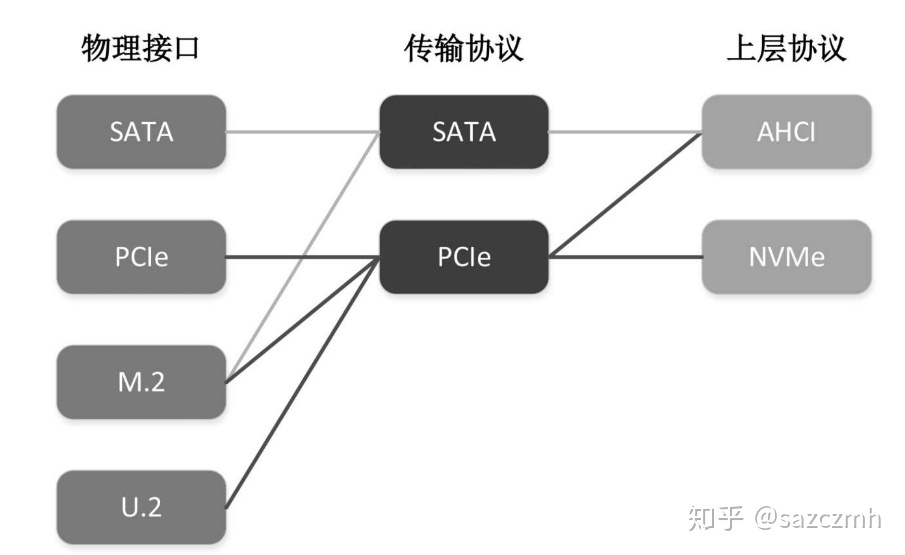 物理接口 传输协议 上层协议
SATA SATA AHCI
PCIe PCIe NVMe
M.2
U.2
知乎 @sazczmh